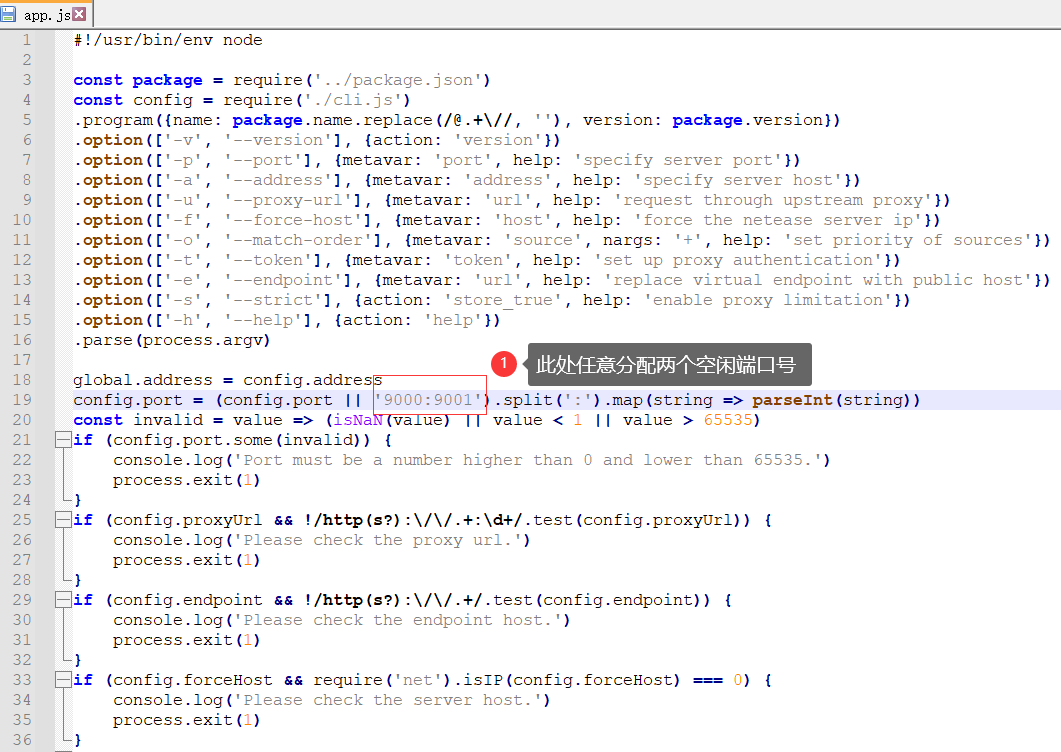 app.js
1 #!/usr/bin/env node
2
3 const package = require('../package.json')
4 const config = require('./cli.js')
5 .program({name: package.name.replace(/@.+\//, ''), version: package.version})
6 .option(['-v', '--version'], {action: 'version'})
7 .option(['-p', '--port'], {metavar: 'port', help: 'specify server port'})
8 .option(['-a', '--address'], {metavar: 'address', help: 'specify server host'})
9 .option(['-u', '--proxy-url'], {metavar: 'url', help: 'request through upstream proxy'})
10 .option(['-f', '--force-host'], {metavar: 'host', help: 'force the netease server ip'})
11 .option(['-o', '--match-order'], {metavar: 'source', nargs: '+', help: 'set priority of sources'})
12 .option(['-t', '--token'], {metavar: 'token', help: 'set up proxy authentication'})
13 .option(['-e', '--endpoint'], {metavar: 'url', help: 'replace virtual endpoint with public host'})
14 .option(['-s', '--strict'], {action: 'store_true', help: 'enable proxy limitation'})
15 .option(['-h', '--help'], {action: 'help'})
16 .parse(process.argv)
17
1 此处任意分配两个空闲端口号
18 global.address = config.address
19 config.port = (config.port || '9000:9001').split(':').map(string => parseInt(string))
20 const invalid = value => (isNaN(value) || value < 1 || value > 65535)
21 if (config.port.some(invalid)) {
22 console.log('Port must be a number higher than 0 and lower than 65535.')
23 process.exit(1)
24 }
25 if (config.proxyUrl && !/http(s?):\/\/.+:\d+/.test(config.proxyUrl)) {
26 console.log('Please check the proxy url.')
27 process.exit(1)
28 }
29 if (config.endpoint && !/http(s?):\/\/.+/.test(config.endpoint)) {
30 console.log('Please check the endpoint host.')
31 process.exit(1)
32 }
33 if (config.forceHost && require('net').isIP(config.forceHost) === 0) {
34 console.log('Please check the server host.')
35 process.exit(1)
36 }